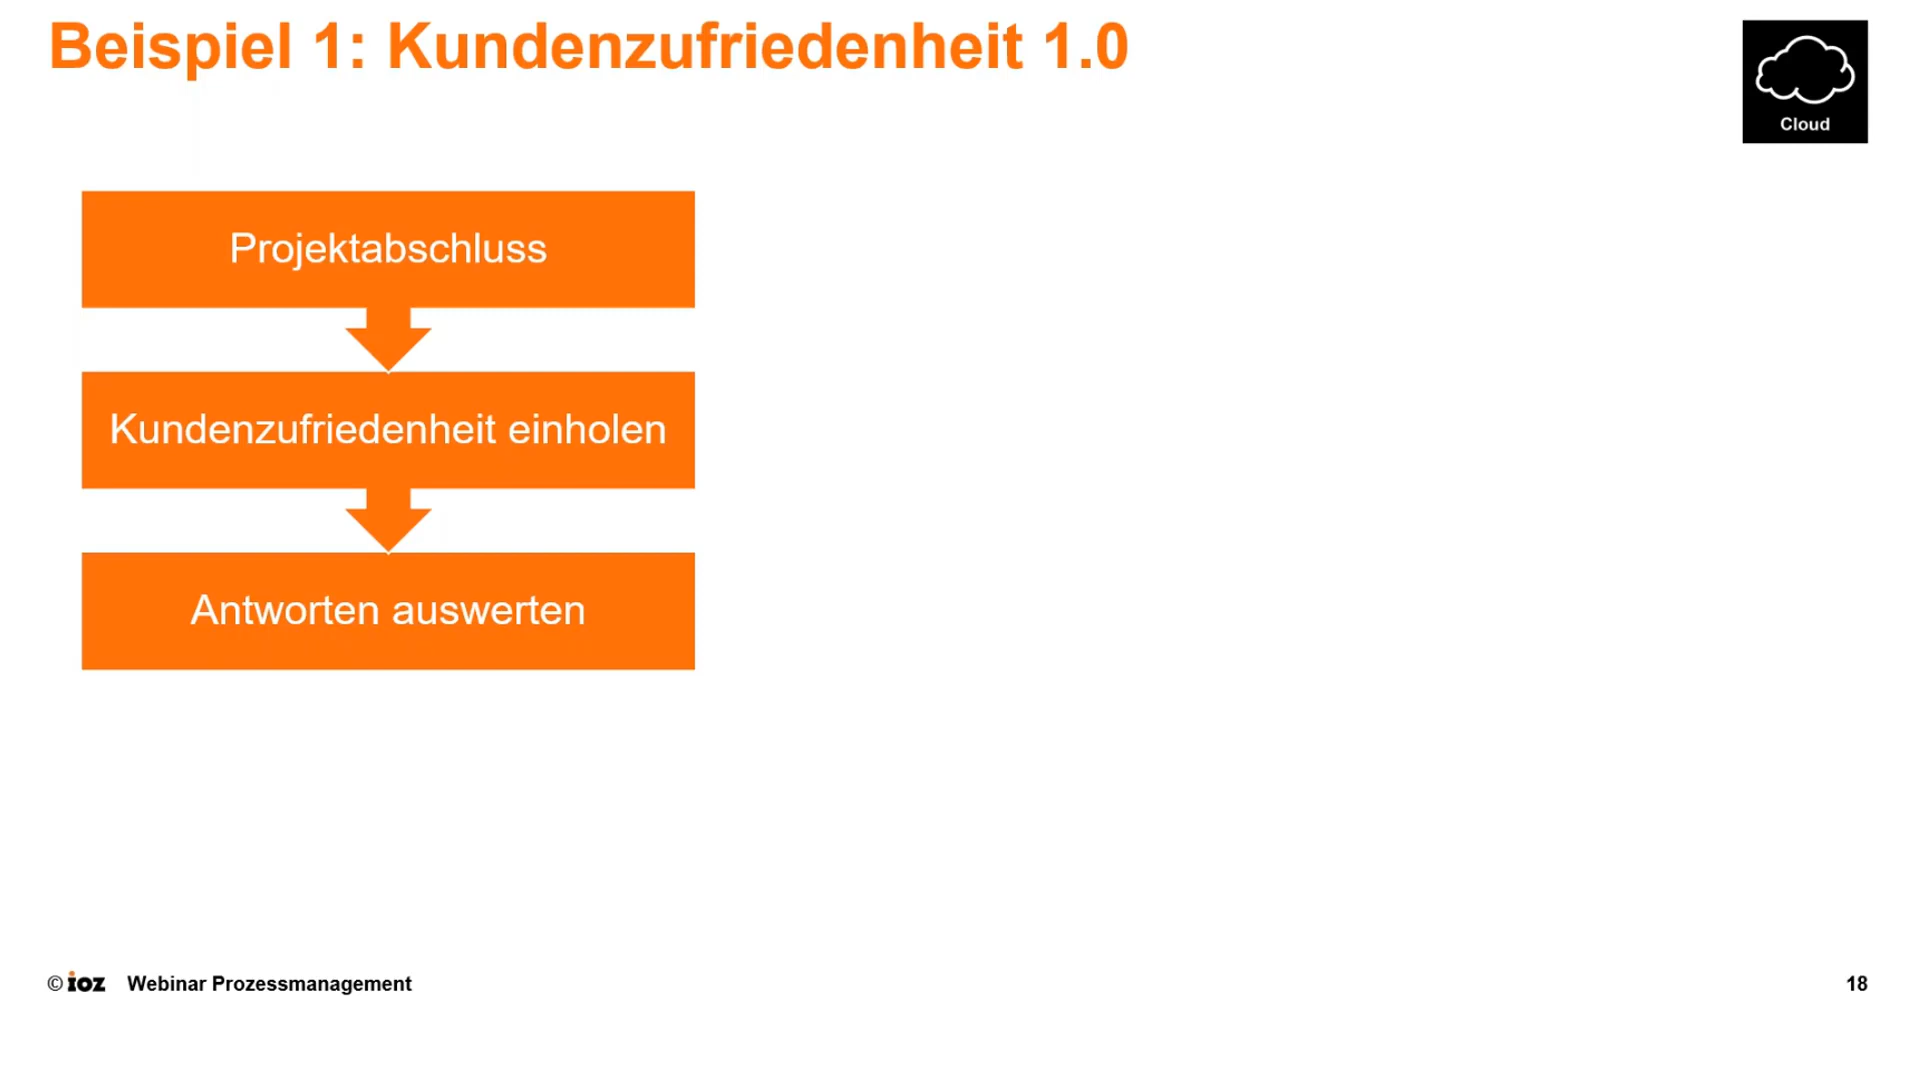 Beispiel 1: Kundenzufriedenheit 1.0
Cloud
Projektabschluss
Kundenzufriedenheit einholen
Antworten auswerten
© ioz Webinar Prozessmanagement
18